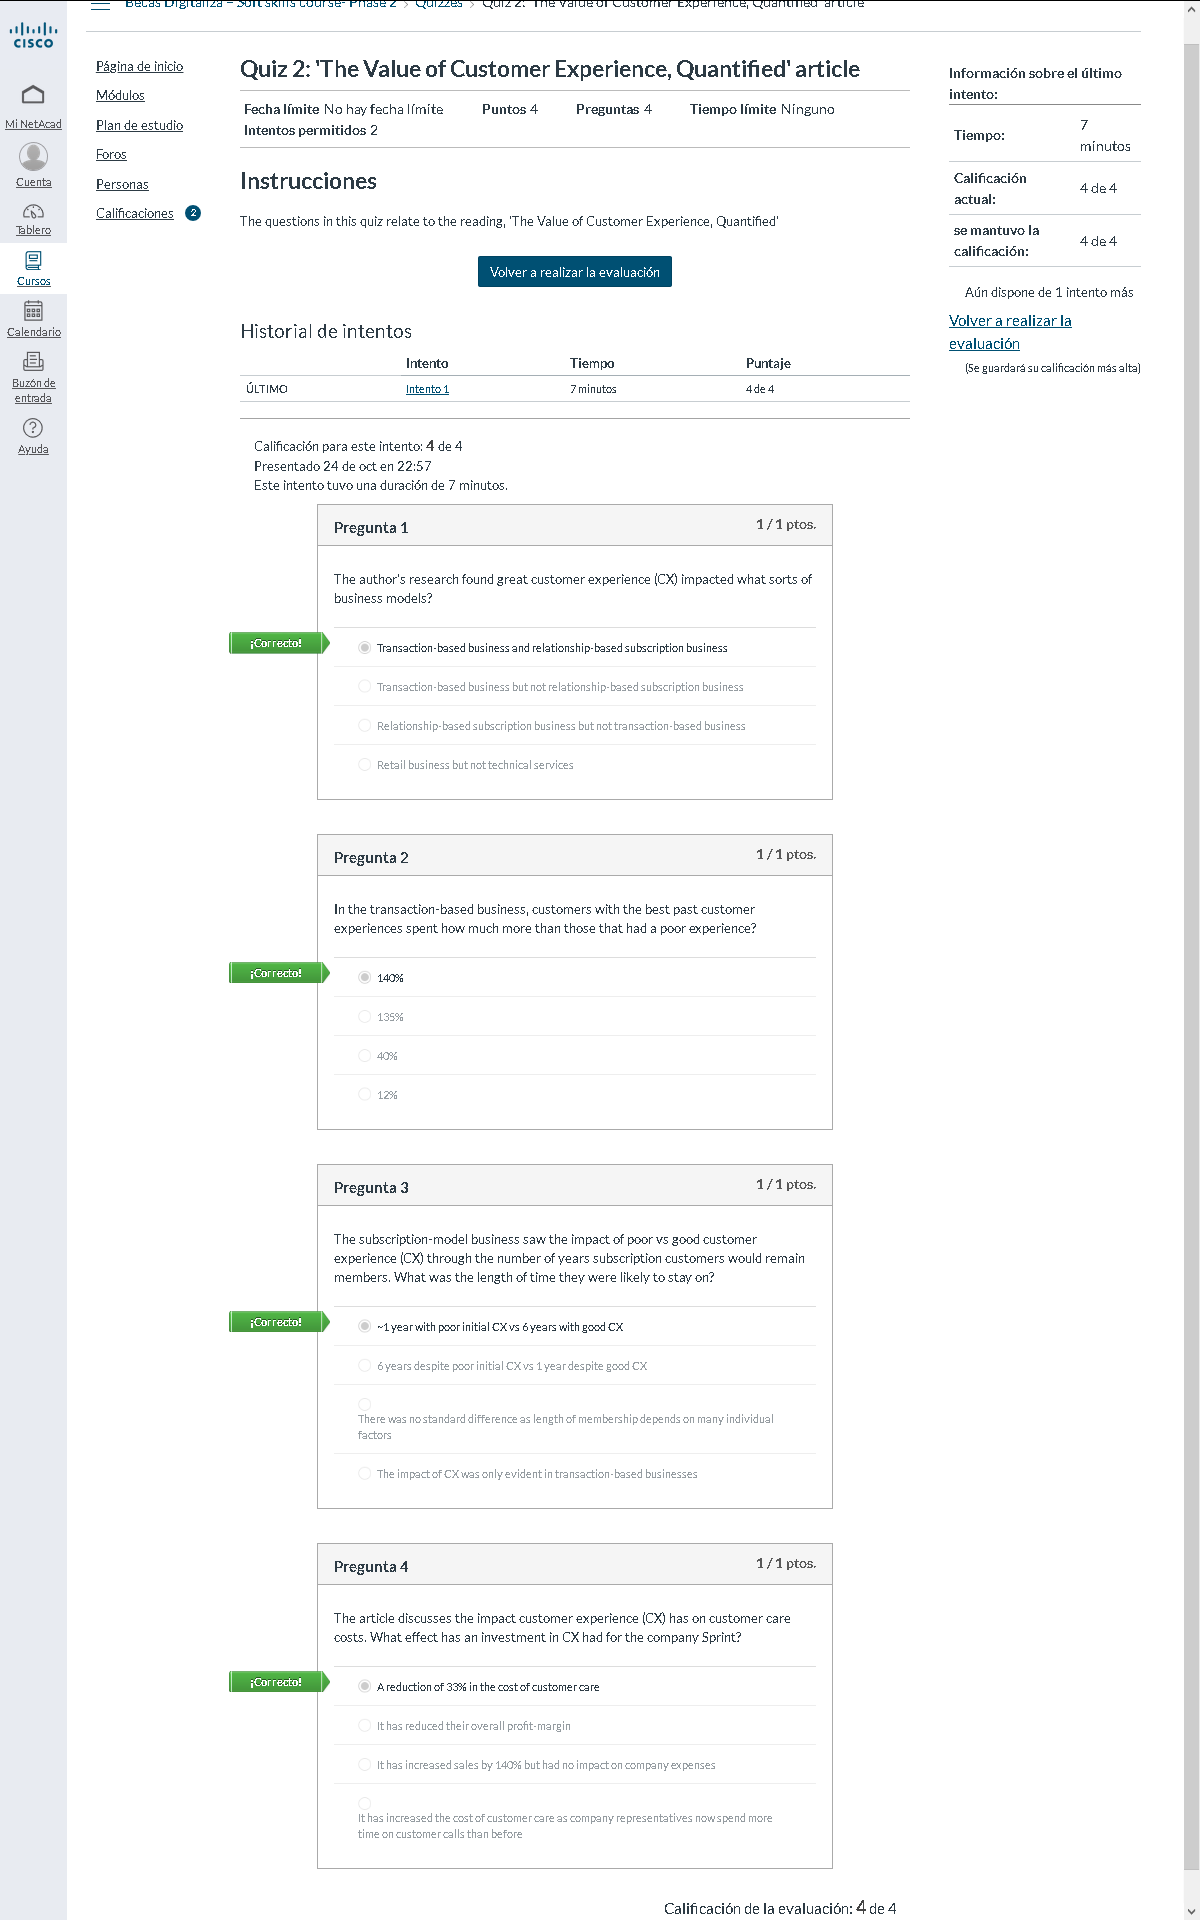 Becas Digitaliza – Soft skills course- Phase 2 > Quizzes > Quiz 2: 'The Value of Customer Experience, Quantified' article
CISCO
Mi NetAcad
Cuenta
Tablero
Cursos
Calendario
Buzón de
entrada
Ayuda
Página de inicio
Módulos
Plan de estudio
Foros
Personas
Calificaciones 2
Quiz 2: 'The Value of Customer Experience, Quantified' article
Fecha límite No hay fecha límite Puntos 4 Preguntas 4 Tiempo límite Ninguno
Intentos permitidos 2
Instrucciones
The questions in this quiz relate to the reading, 'The Value of Customer Experience, Quantified'
Volver a realizar la evaluación
Historial de intentos
Intento Tiempo Puntaje
ÚLTIMO Intento 1 7 minutos 4 de 4
Calificación para este intento: 4 de 4
Presentado 24 de oct en 22:57
Este intento tuvo una duración de 7 minutos.
Pregunta 1 1 / 1 ptos.
The author's research found great customer experience (CX) impacted what sorts of
business models?
¡Correcto!
Transaction-based business and relationship-based subscription business
Transaction-based business but not relationship-based subscription business
Relationship-based subscription business but not transaction-based business
Retail business but not technical services
Pregunta 2 1 / 1 ptos.
In the transaction-based business, customers with the best past customer
experiences spent how much more than those that had a poor experience?
¡Correcto!
140%
135%
40%
12%
Pregunta 3 1 / 1 ptos.
The subscription-model business saw the impact of poor vs good customer
experience (CX) through the number of years subscription customers would remain
members. What was the length of time they were likely to stay on?
¡Correcto!
~1 year with poor initial CX vs 6 years with good CX
6 years despite poor initial CX vs 1 year despite good CX
There was no standard difference as length of membership depends on many individual
factors
The impact of CX was only evident in transaction-based businesses
Pregunta 4 1 / 1 ptos.
The article discusses the impact customer experience (CX) has on customer care
costs. What effect has an investment in CX had for the company Sprint?
¡Correcto!
A reduction of 33% in the cost of customer care
It has reduced their overall profit-margin
It has increased sales by 140% but had no impact on company expenses
It has increased the cost of customer care as company representatives now spend more
time on customer calls than before
Calificación de la evaluación: 4 de 4
Información sobre el último
intento:
Tiempo: 7
minutos
Calificación
actual: 4 de 4
se mantuvo la
calificación: 4 de 4
Aún dispone de 1 intento más
Volver a realizar la
evaluación
(Se guardará su calificación más alta)